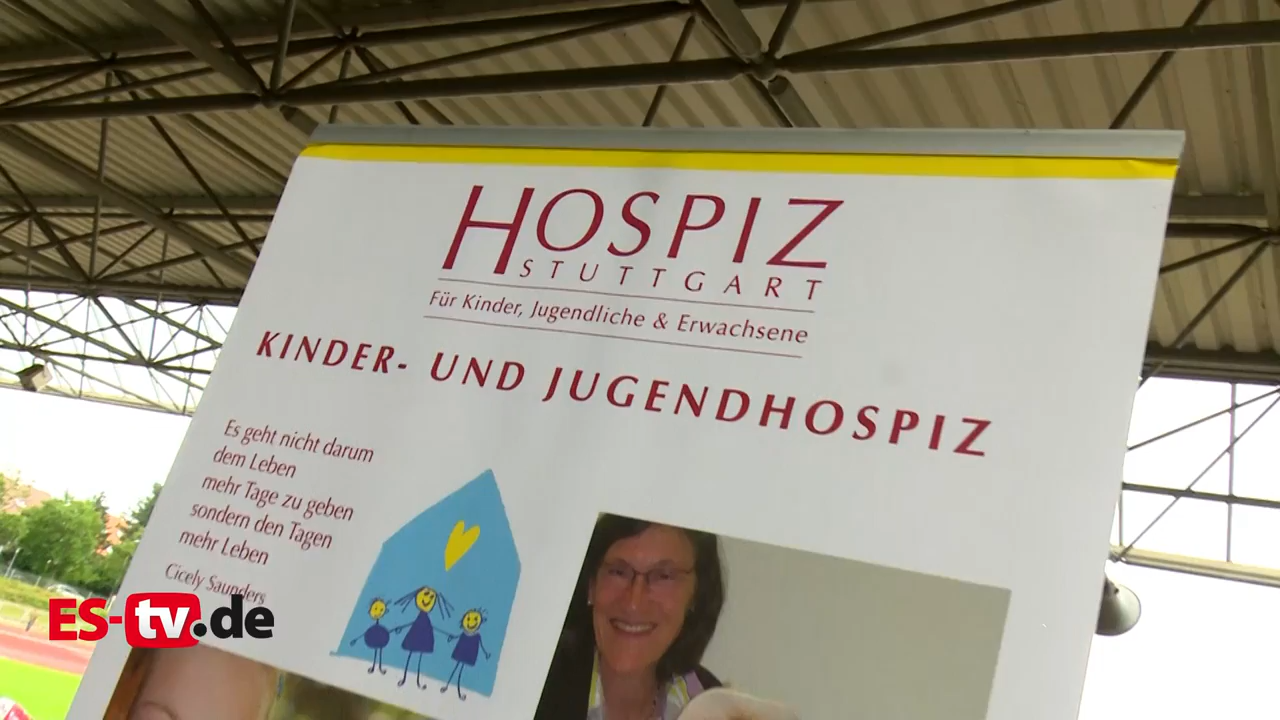 HOSPIZ
STUTTGART
Für Kinder, Jugendliche & Erwachsene
KINDER- UND JUGENDHOSPIZ
Es geht nicht darum
dem Leben
mehr Tage zu geben
sondern den Tagen
mehr Leben
Cicely Saunders
ES-tv.de